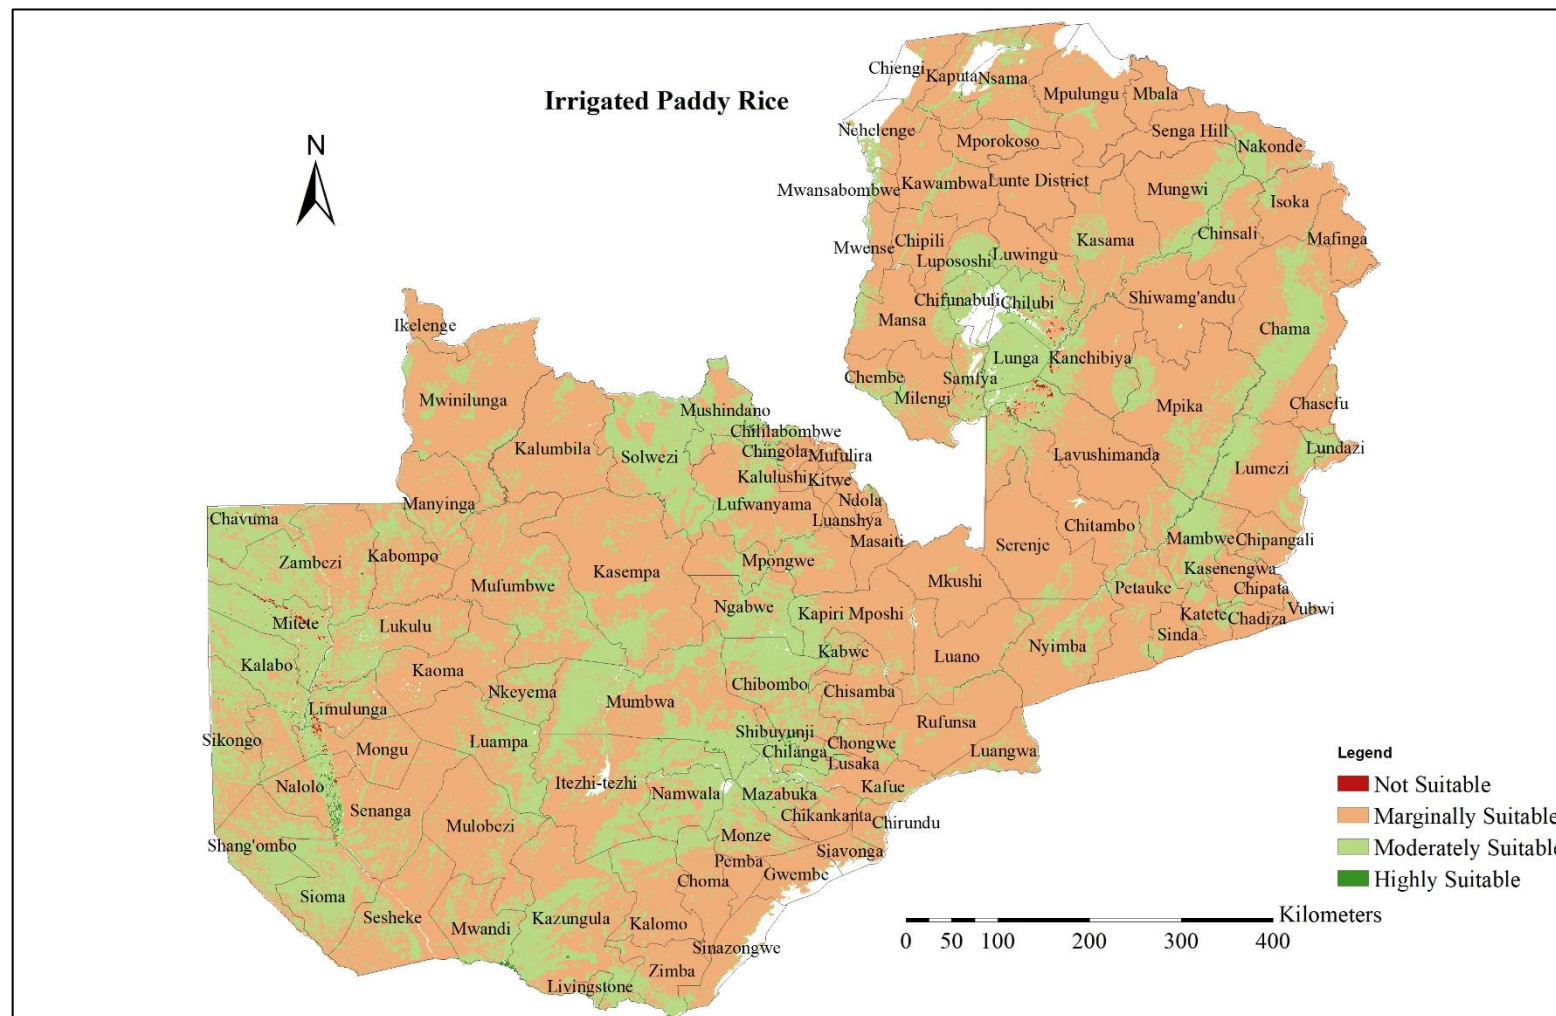 Irrigated Paddy Rice
N
Chiengi
Kaputa
Nsama
Mpulungu
Mbala
Nehelenge
Mporokoso
Senga Hill
Nakonde
Mwansabombwe
Kawambwa
Lunte District
Mungwi
Isoka
Mwense
Chipili
Kasama
Chinsali
Mafinga
Lupososhi
Luwingu
Chifunabuli
Chilubi
Shiwamg'andu
Mansa
Chama
Ikelenge
Lunga
Kanchibiya
Chembe
Samfya
Milengi
Mpika
Chasefu
Mwinilunga
Mushindano
Chililabombwe
Kalumbila
Solwezi
Chingola
Mufulira
Lavushimanda
Lumezi
Lundazi
Kalulushi
Kitwe
Manyinga
Lufwanyama
Ndola
Luanshya
Chavuma
Masaiti
Serenje
Chitambo
Mambwe
Chipangali
Zambezi
Kabompo
Mpongwe
Kasenengwa
Mufumbwe
Kasempa
Mkushi
Petauke
Chipata
Ngabwe
Kapiri Mposhi
Katete
Chadiza
Vubwi
Mitete
Lukulu
Sinda
Kabwe
Luano
Nyimba
Kalabo
Kaoma
Chibombo
Chisamba
Nkeyema
Mumbwa
Limulunga
Rufunsa
Sikongo
Mongu
Luampa
Shibuyunji
Chilanga
Chongwe
Luangwa
Lusaka
Nalolo
Itezhi-tezhi
Namwala
Mazabuka
Kafue
Senanga
Chikankanta
Chirundu
Mulobezi
Monze
Shang'ombo
Pemba
Siavonga
Gwembe
Choma
Sioma
Sesheke
Mwandi
Kazungula
Kalomo
Sinazongwe
Zimba
Livingstone
Legend
Not Suitable
Marginally Suitable
Moderately Suitable
Highly Suitable
Kilometers
0 50 100 200 300 400